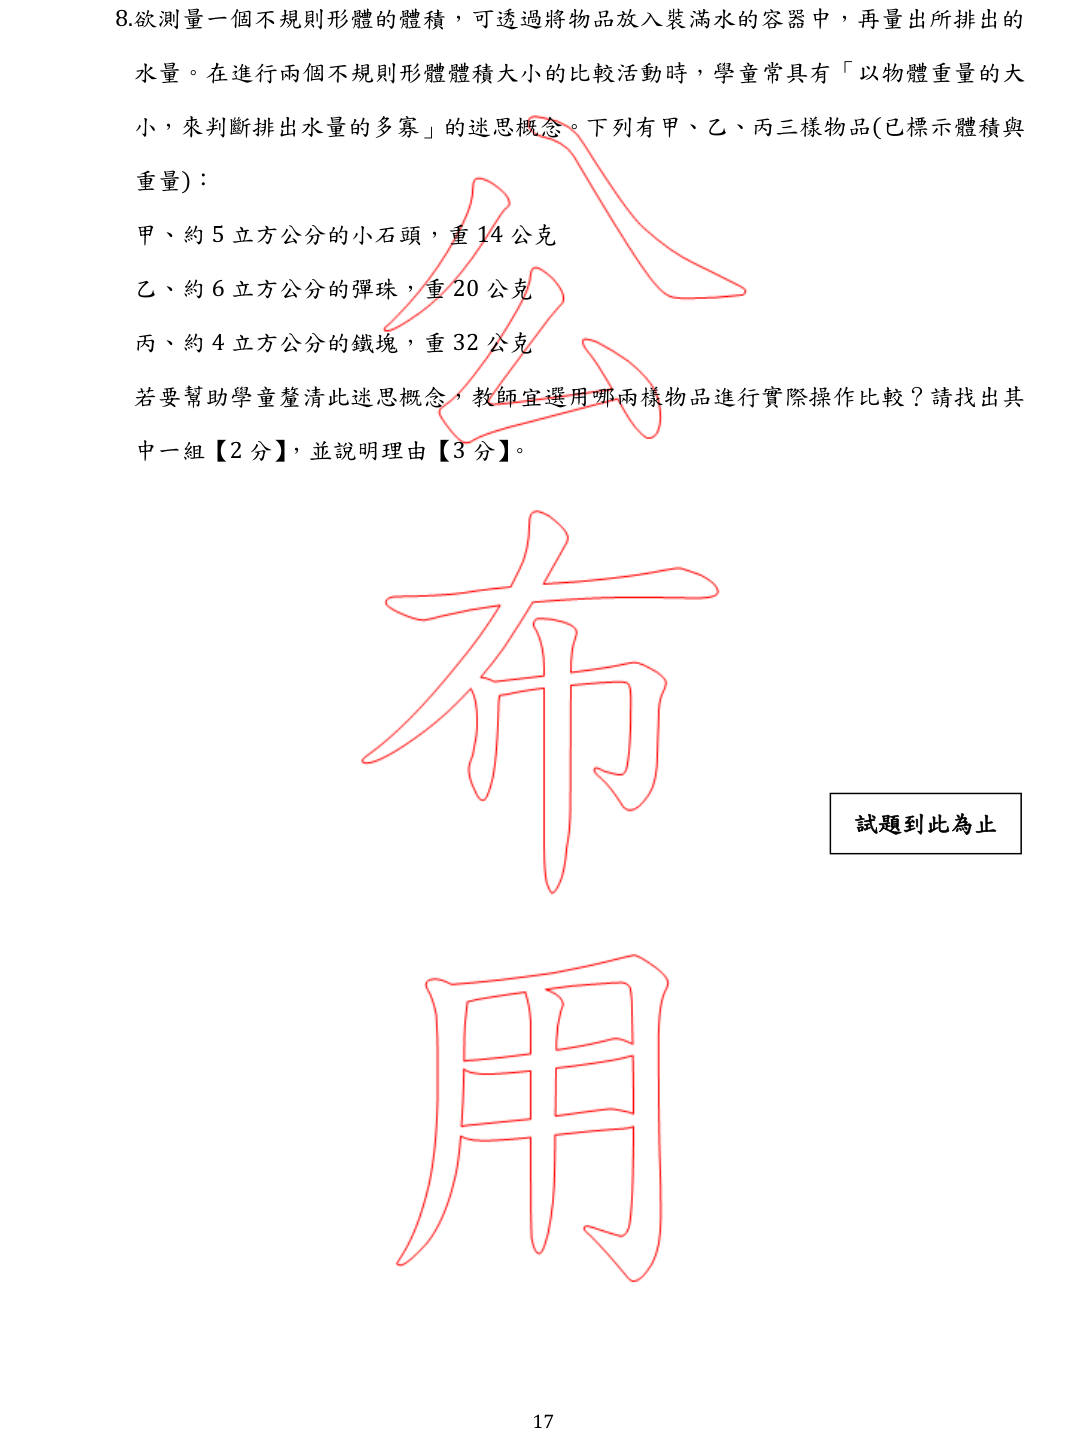 8.欲測量一個不規則形體的體積，可透過將物品放入裝滿水的容器中，再量出所排出的
水量。在進行兩個不規則形體體積大小的比較活動時，學童常具有「以物體重量的大
小，來判斷排出水量的多寡」的迷思概念。下列有甲、乙、丙三樣物品(已標示體積與
重量)：
甲、約 5 立方公分的小石頭，重 14 公克
乙、約 6 立方公分的彈珠，重 20 公克
丙、約 4 立方公分的鐵塊，重 32 公克
若要幫助學童釐清此迷思概念，教師宜選用哪兩樣物品進行實際操作比較？請找出其
中一組【2 分】，並說明理由【3 分】。
公
布
用
試題到此為止
17